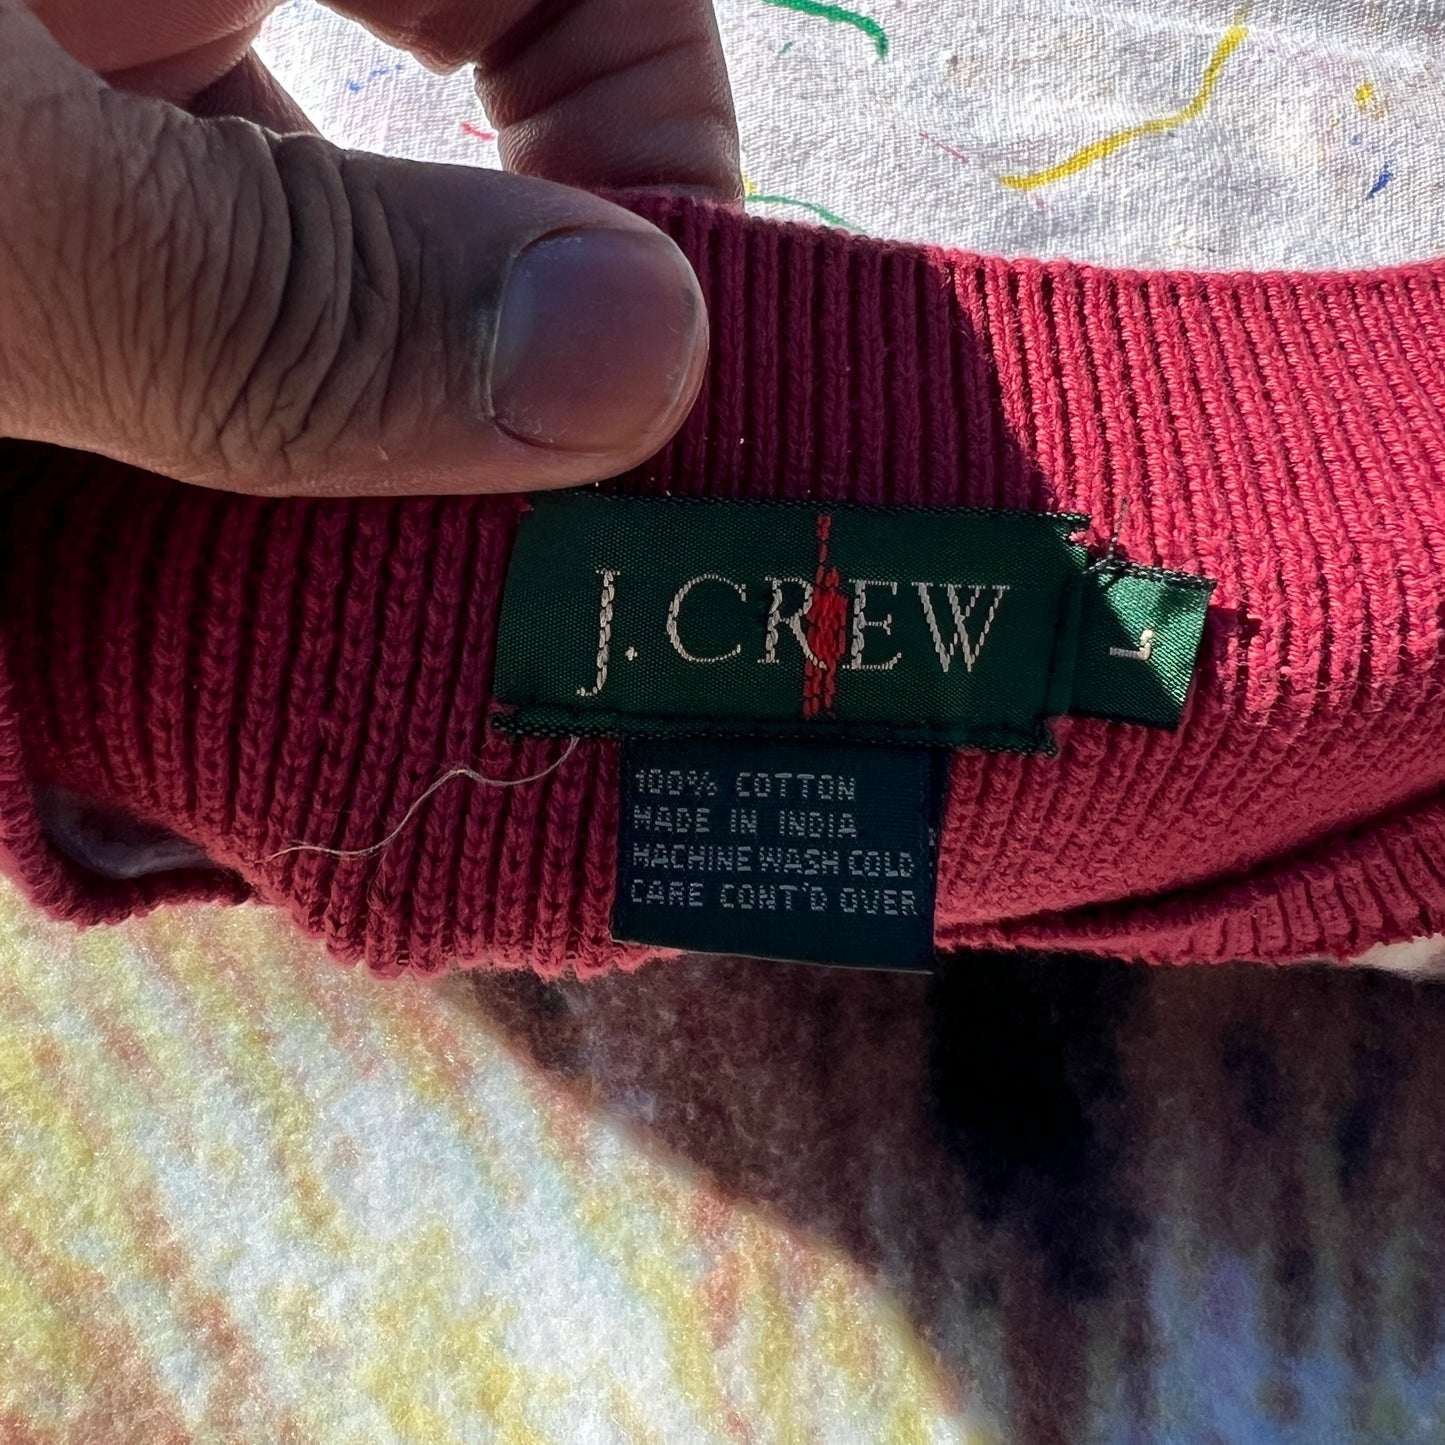 J.CREW
L
100% COTTON
MADE IN INDIA
MACHINE WASH COLD
CARE CONT'D OVER